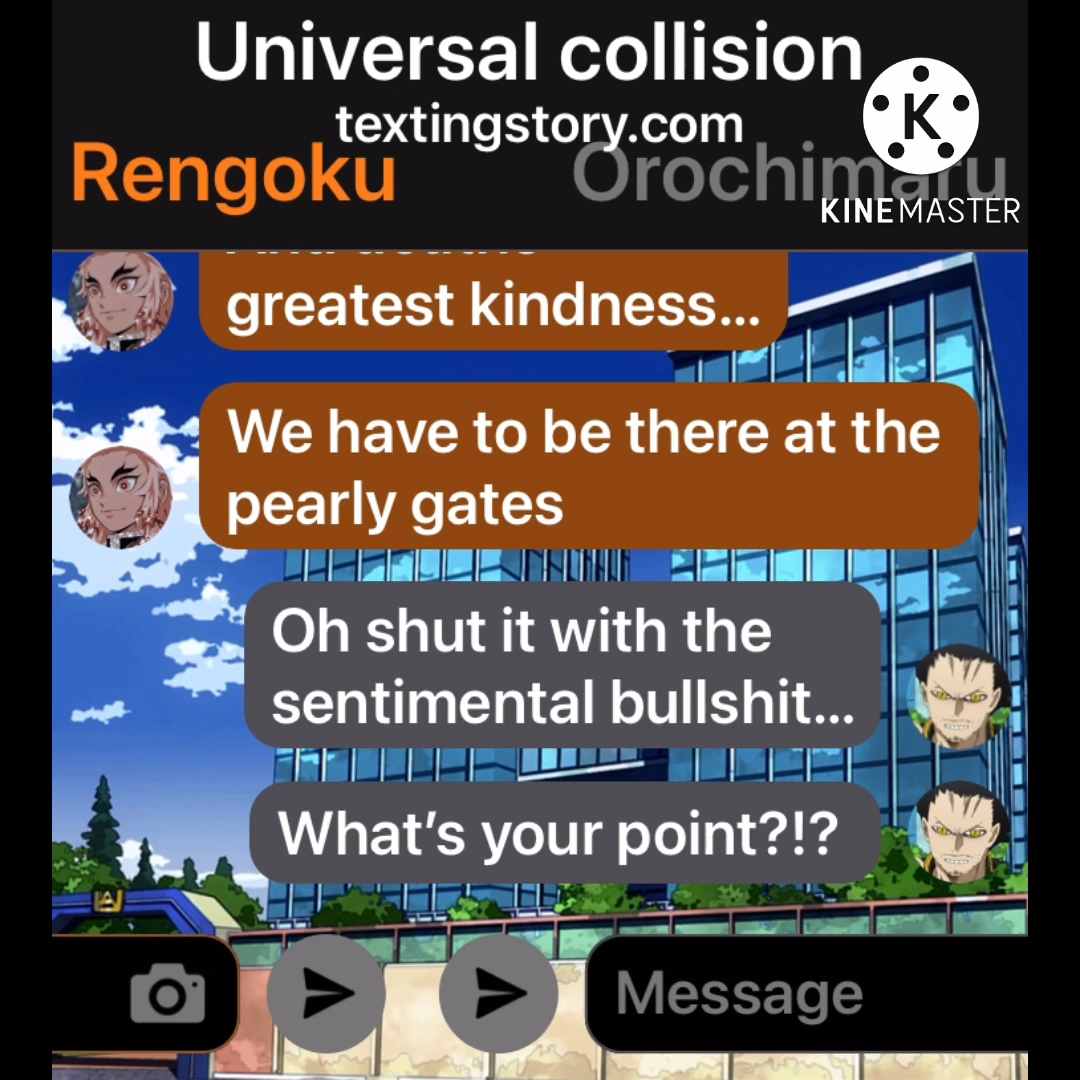 Universal collision
textingstory.com
Rengoku
Orochimaru
K
KINEMASTER
greatest kindness...
We have to be there at the
pearly gates
Oh shut it with the
sentimental bullshit...
What's your point?!?
Message